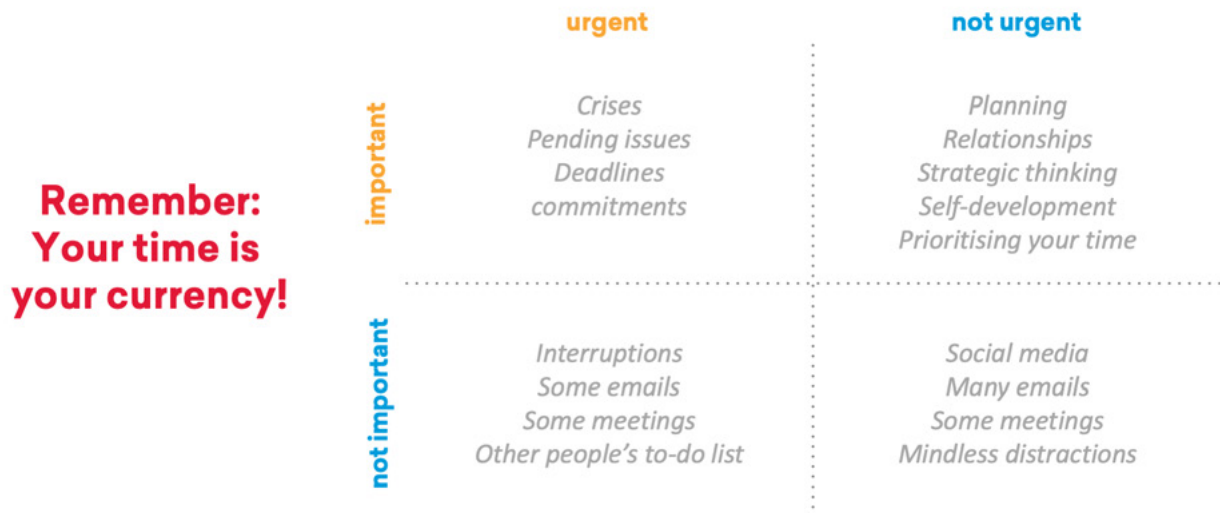 urgent
not urgent
important
Crises
Pending issues
Deadlines
commitments
Planning
Relationships
Strategic thinking
Self-development
Prioritising your time
Remember:
Your time is
your currency!
not important
Interruptions
Some emails
Some meetings
Other people's to-do list
Social media
Many emails
Some meetings
Mindless distractions